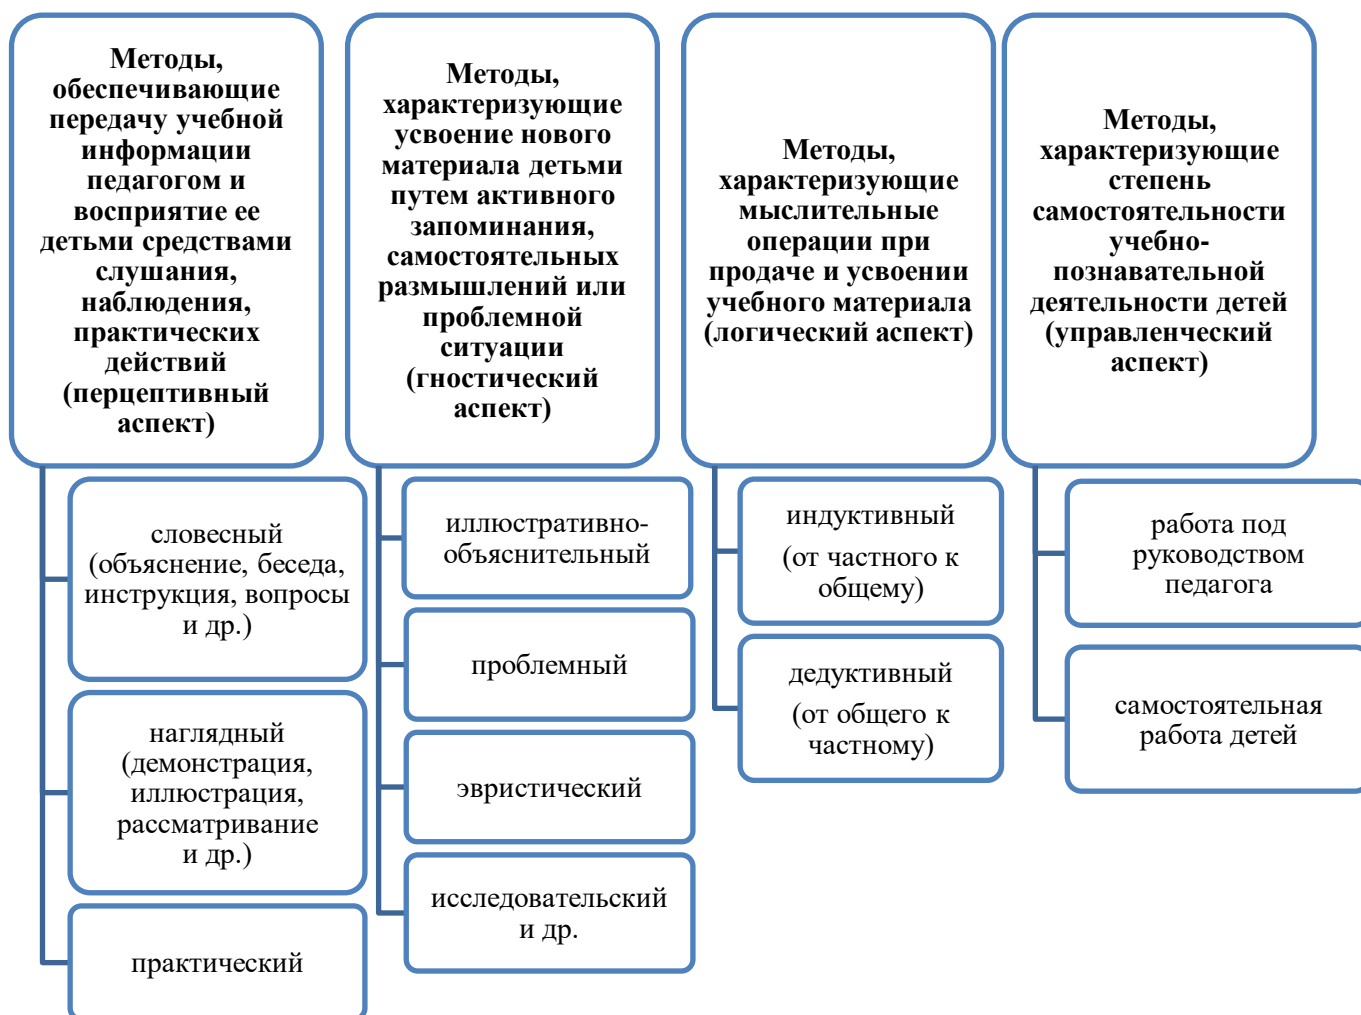 Методы,
обеспечивающие
передачу учебной
информации
педагогом и
восприятие ее
детьми средствами
слушания,
наблюдения,
практических
действий
(перцептивный
аспект)
словесный
(объяснение, беседа,
инструкция, вопросы
и др.)
наглядный
(демонстрация,
иллюстрация,
рассматривание
и др.)
практический
Методы,
характеризующие
усвоение нового
материала детьми
путем активного
запоминания,
самостоятельных
размышлений или
проблемной
ситуации
(гностический
аспект)
иллюстративно-
объяснительный
проблемный
эвристический
исследовательский
и др.
Методы,
характеризующие
мыслительные
операции при
продаче и усвоении
учебного материала
(логический аспект)
индуктивный
(от частного к
общему)
дедуктивный
(от общего к
частному)
Методы,
характеризующие
степень
самостоятельности
учебно-
познавательной
деятельности детей
(управленческий
аспект)
работа под
руководством
педагога
самостоятельная
работа детей